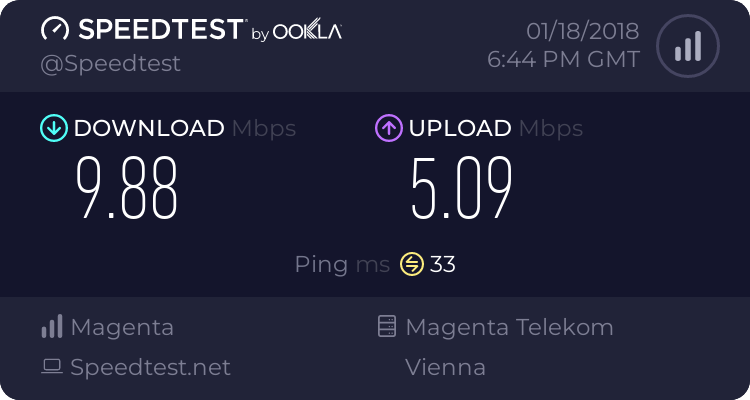 SPEEDTEST by OOKLA
@Speedtest
01/18/2018
6:44 PM GMT
DOWNLOAD Mbps
9.88
UPLOAD Mbps
5.09
Ping ms 33
Magenta
Speedtest.net
Magenta Telekom
Vienna